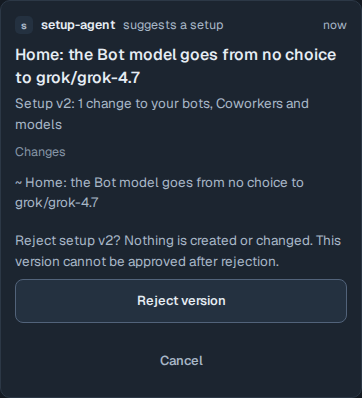 s setup-agent suggests a setup now
Home: the Bot model goes from no choice
to grok/grok-4.7
Setup v2: 1 change to your bots, Coworkers and
models
Changes
~ Home: the Bot model goes from no choice to
grok/grok-4.7
Reject setup v2? Nothing is created or changed. This
version cannot be approved after rejection.
Reject version
Cancel